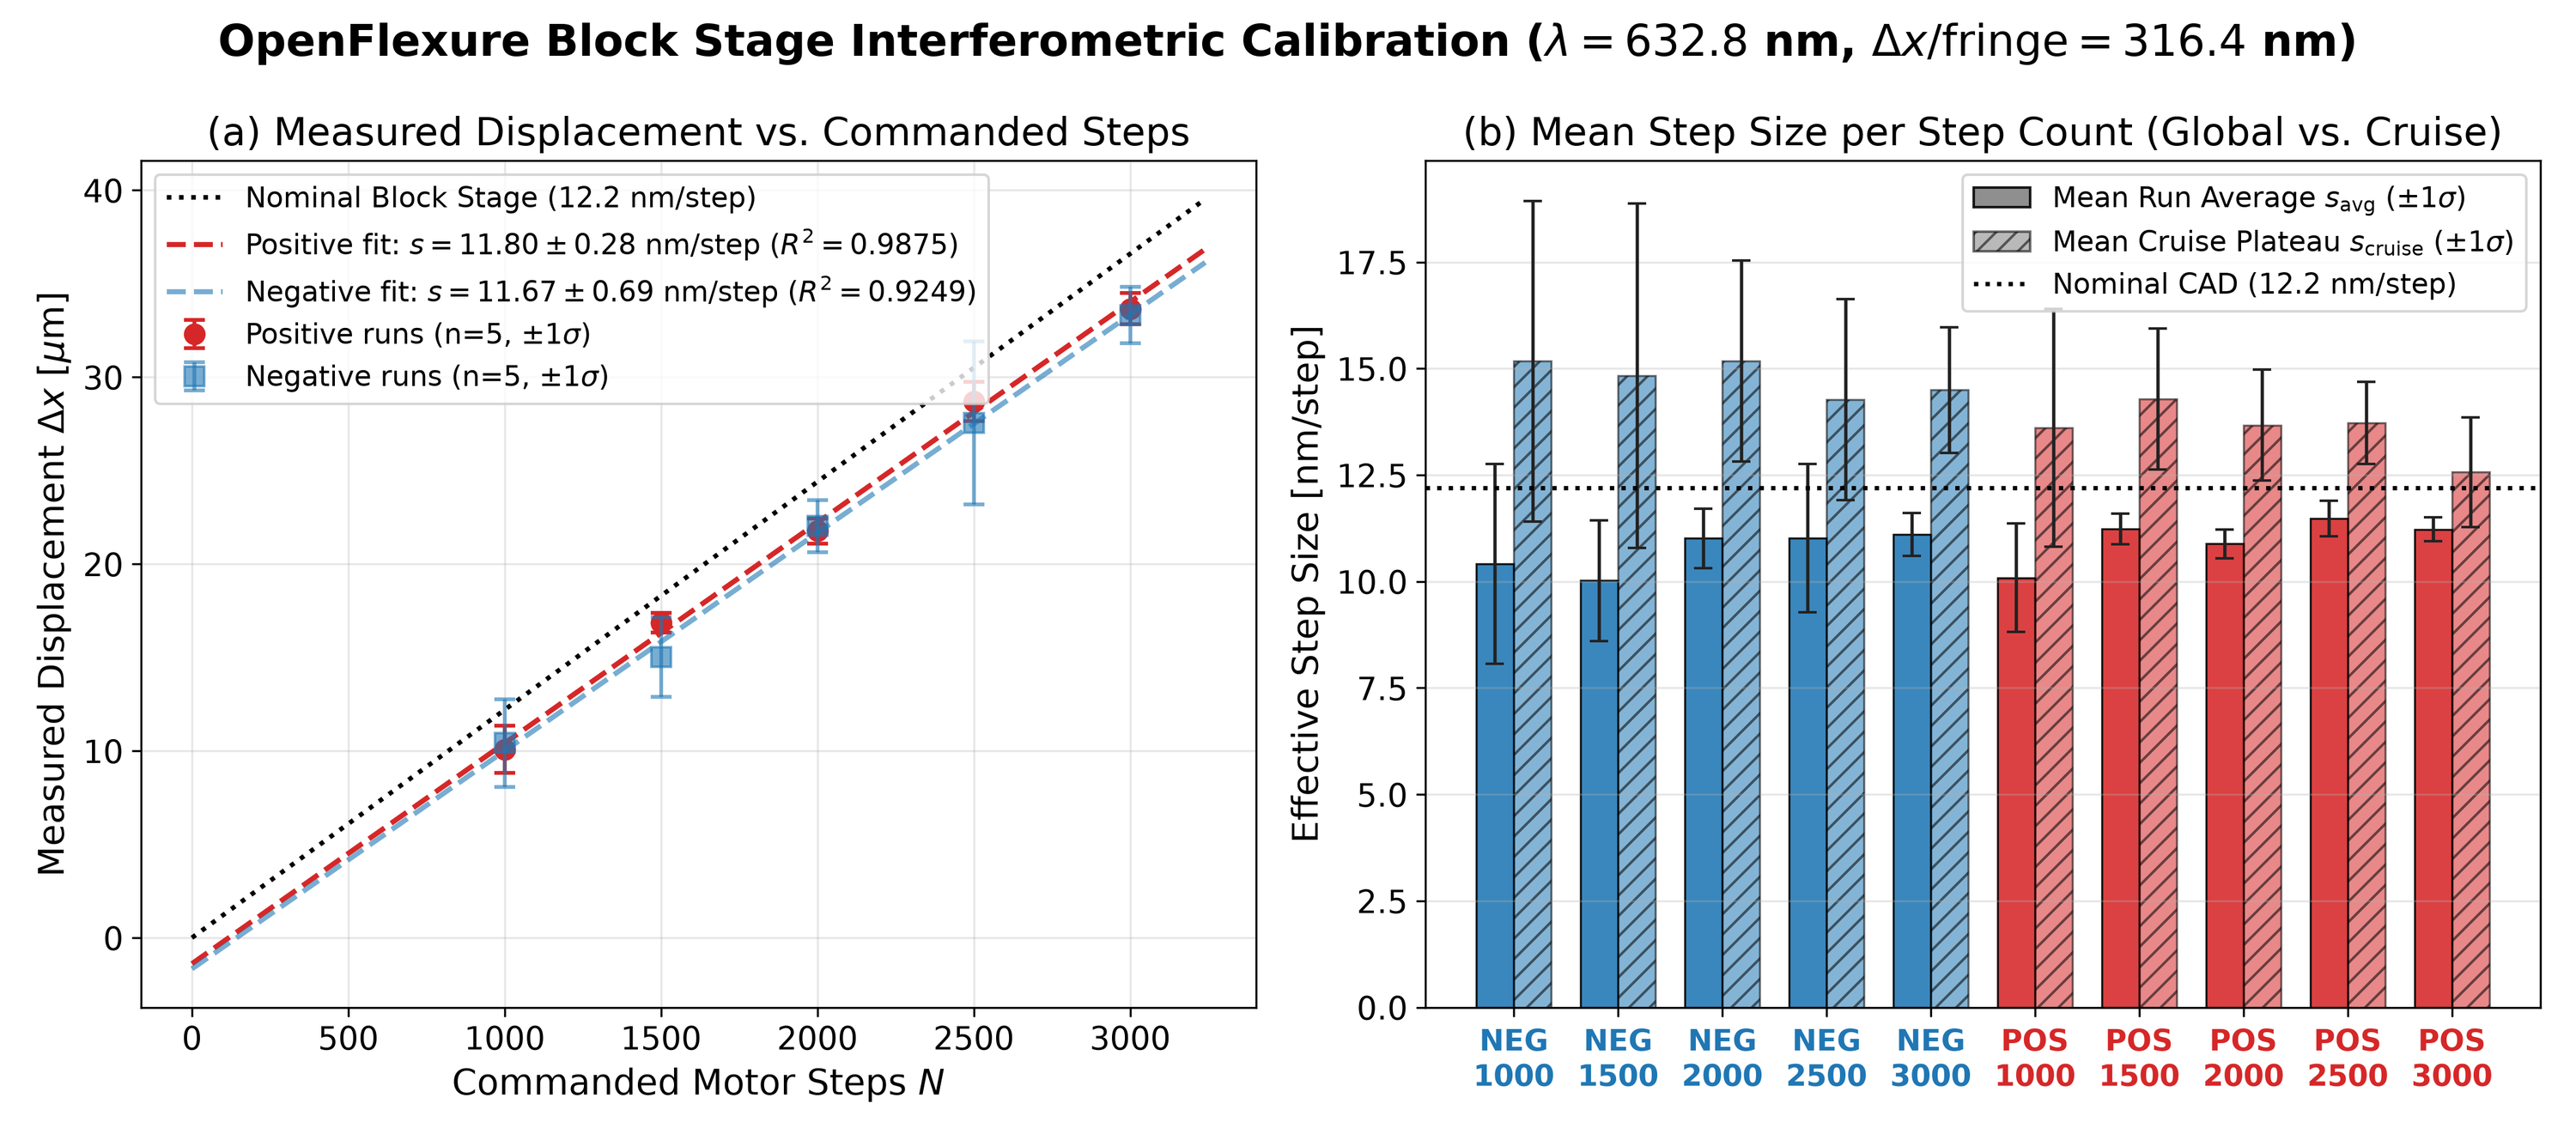 OpenFlexure Block Stage Interferometric Calibration (λ = 632.8 nm, Δx/fringe = 316.4 nm)
(a) Measured Displacement vs. Commanded Steps
Measured Displacement Δx [μm]
40
30
20
10
0
Nominal Block Stage (12.2 nm/step)
Positive fit: s = 11.80 ± 0.28 nm/step (R² = 0.9875)
Negative fit: s = 11.67 ± 0.69 nm/step (R² = 0.9249)
Positive runs (n=5, ±1σ)
Negative runs (n=5, ±1σ)
0 500 1000 1500 2000 2500 3000
Commanded Motor Steps N
(b) Mean Step Size per Step Count (Global vs. Cruise)
Effective Step Size [nm/step]
17.5
15.0
12.5
10.0
7.5
5.0
2.5
0.0
Mean Run Average s_avg (±1σ)
Mean Cruise Plateau s_cruise (±1σ)
Nominal CAD (12.2 nm/step)
NEG NEG NEG NEG NEG POS POS POS POS POS
1000 1500 2000 2500 3000 1000 1500 2000 2500 3000